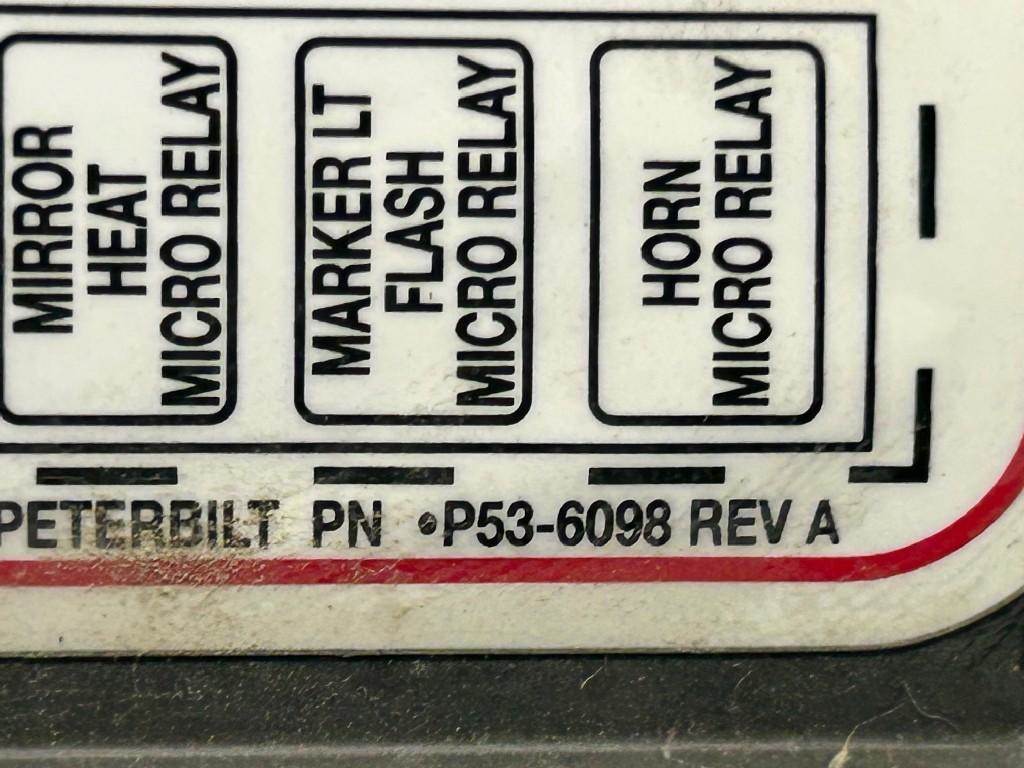 MIRROR
HEAT
MICRO RELAY
MARKER LT
FLASH
MICRO RELAY
HORN
MICRO RELAY
PETERBILT PN •P53-6098 REV A